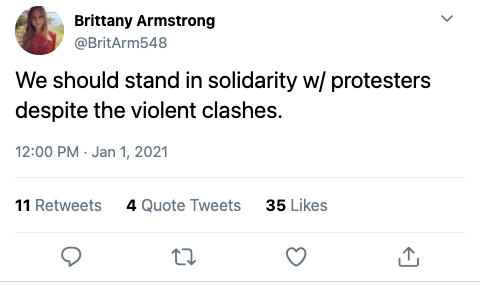 Brittany Armstrong
@BritArm548
We should stand in solidarity w/ protesters
despite the violent clashes.
12:00 PM · Jan 1, 2021
11 Retweets 4 Quote Tweets 35 Likes